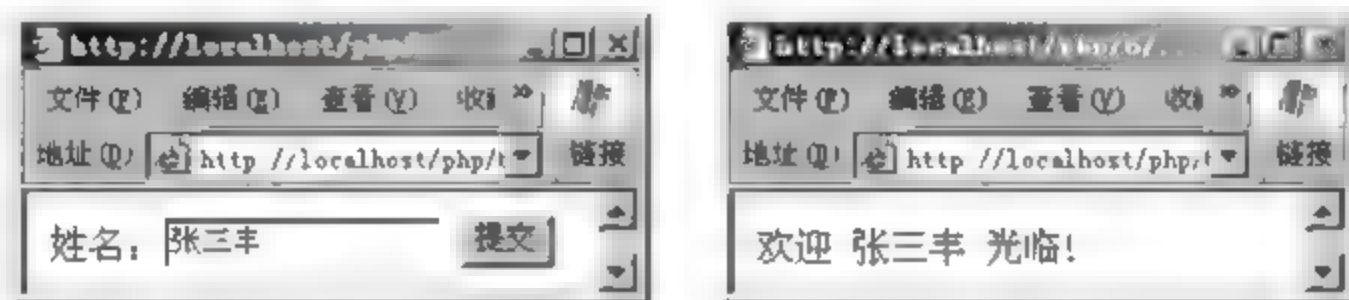 http://localhost/php/
文件(F) 编辑(E) 查看(V) 收
地址(D) http //localhost/php/t 链接
姓名: 张三丰 提交
http://localhost/php/6/...
文件(F) 编辑(E) 查看(V) 收
地址(D) http //localhost/php/t 链接
欢迎 张三丰 光临!